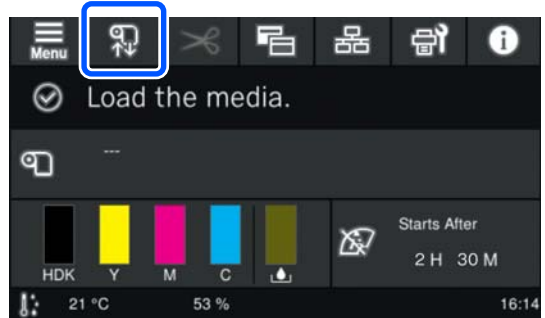 Menu
Load the media.
---
Starts After
2 H 30 M
HDK Y M C
21 °C 53 % 16:14